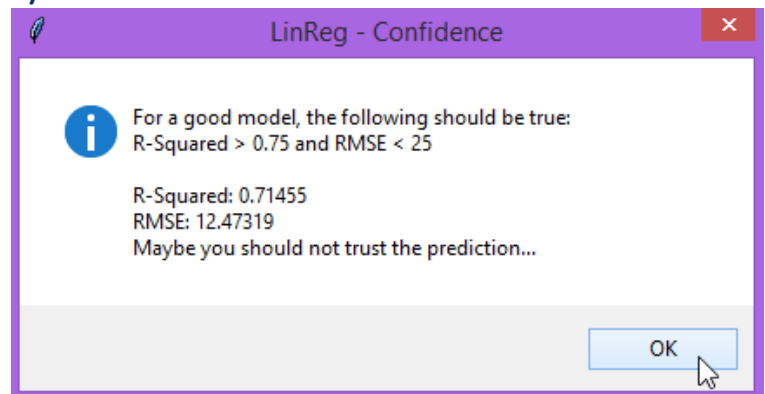 LinReg - Confidence
For a good model, the following should be true:
R-Squared > 0.75 and RMSE < 25
R-Squared: 0.71455
RMSE: 12.47319
Maybe you should not trust the prediction...
OK